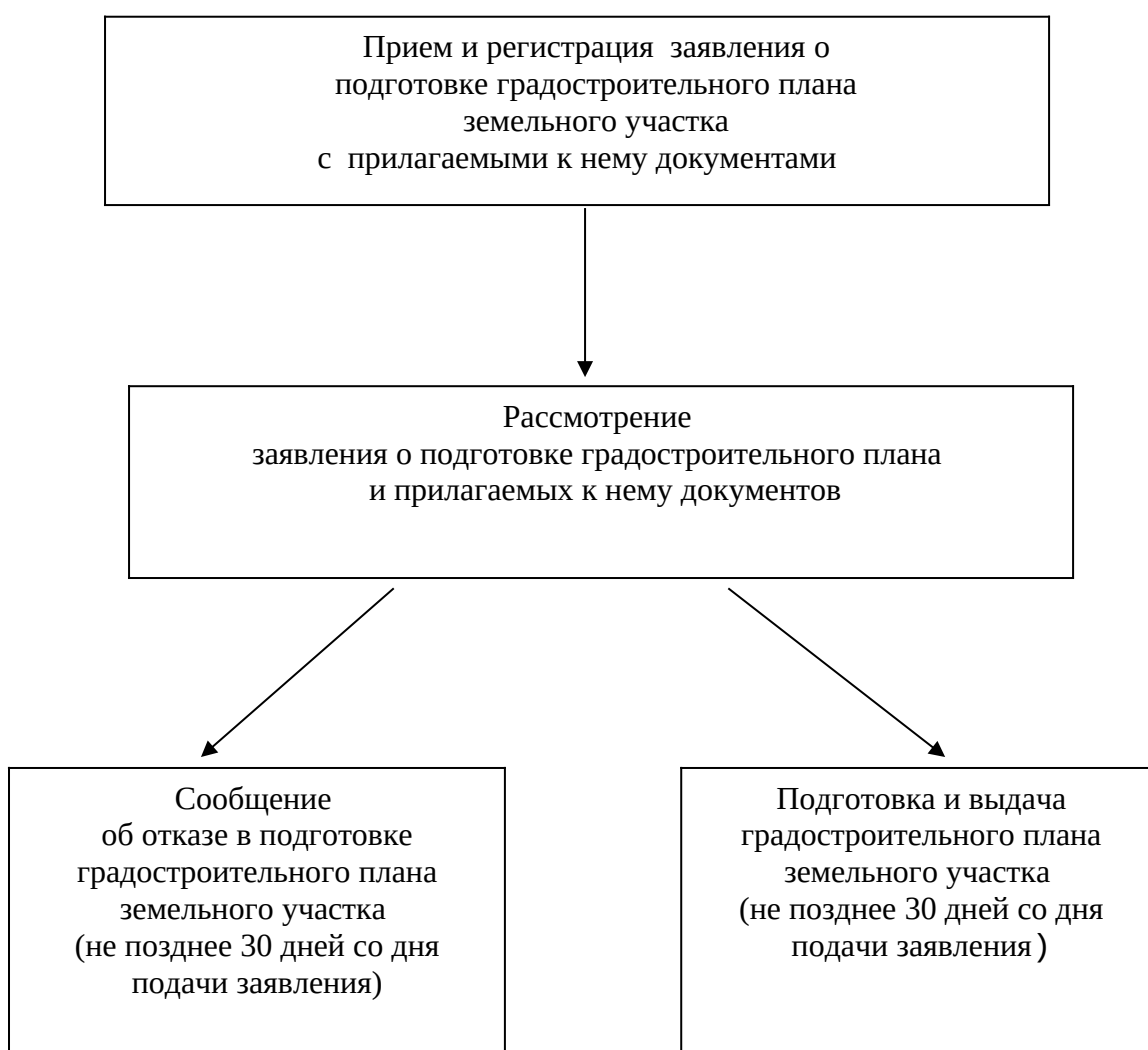 Прием и регистрация заявления о
подготовке градостроительного плана
земельного участка
с прилагаемыми к нему документами
Рассмотрение
заявления о подготовке градостроительного плана
и прилагаемых к нему документов
Сообщение
об отказе в подготовке
градостроительного плана
земельного участка
(не позднее 30 дней со дня
подачи заявления)
Подготовка и выдача
градостроительного плана
земельного участка
(не позднее 30 дней со дня
подачи заявления)